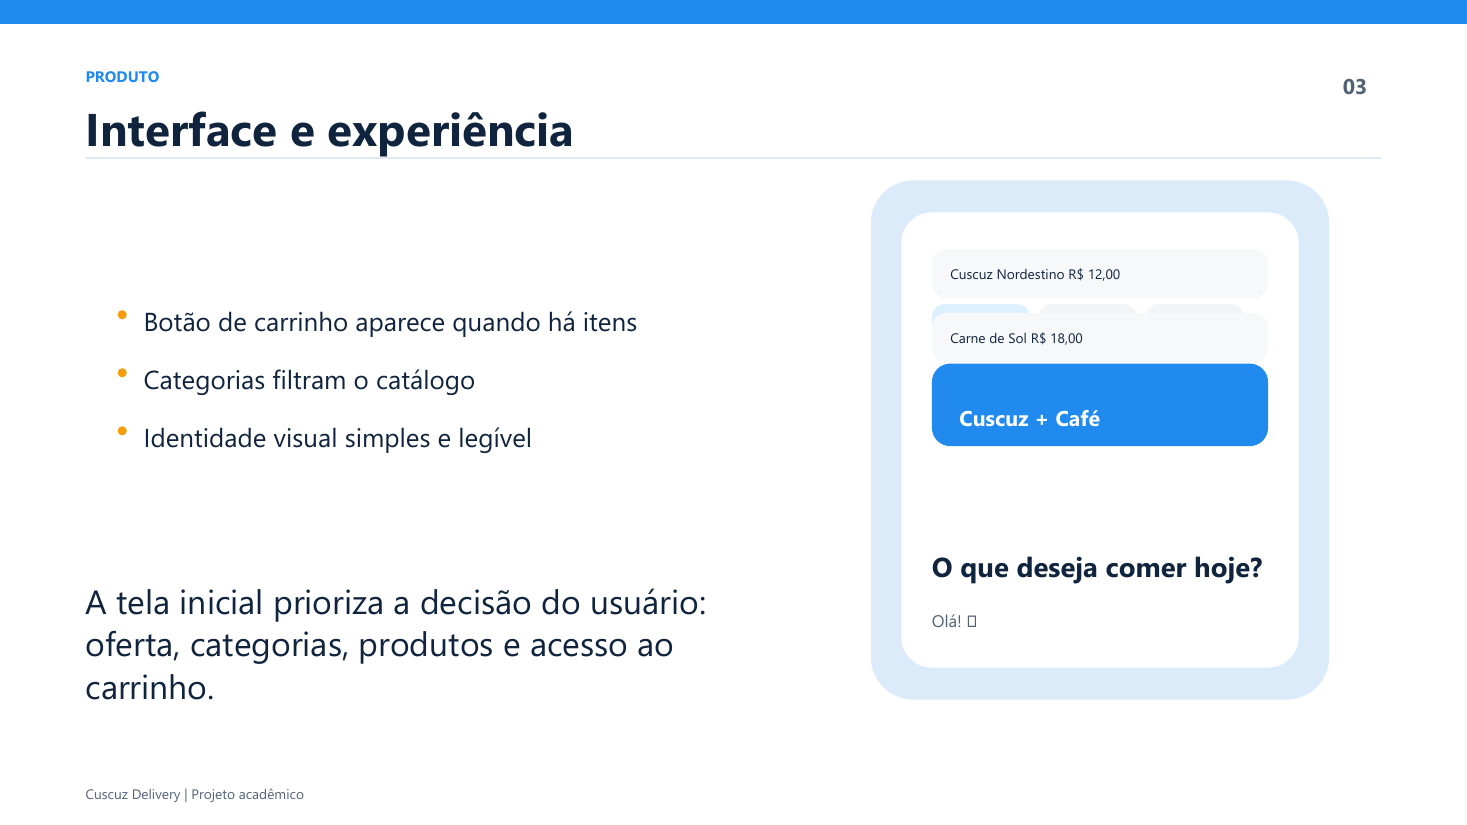 PRODUTO
03
Interface e experiência
Botão de carrinho aparece quando há itens
Categorias filtram o catálogo
Identidade visual simples e legível
A tela inicial prioriza a decisão do usuário:
oferta, categorias, produtos e acesso ao
carrinho.
Cuscuz Nordestino R$ 12,00
Carne de Sol R$ 18,00
Cuscuz + Café
O que deseja comer hoje?
Olá!
Cuscuz Delivery | Projeto acadêmico